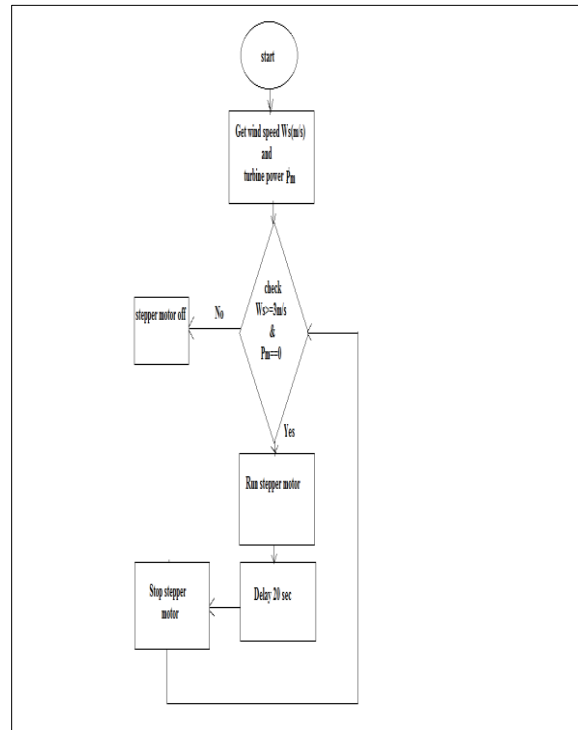 start
Get wind speed Ws(m/s)
and
turbine power Pm
check
Ws>=3m/s
&
Pm==0
No
stepper motor off
Yes
Run stepper motor
Delay 20 sec
Stop stepper
motor